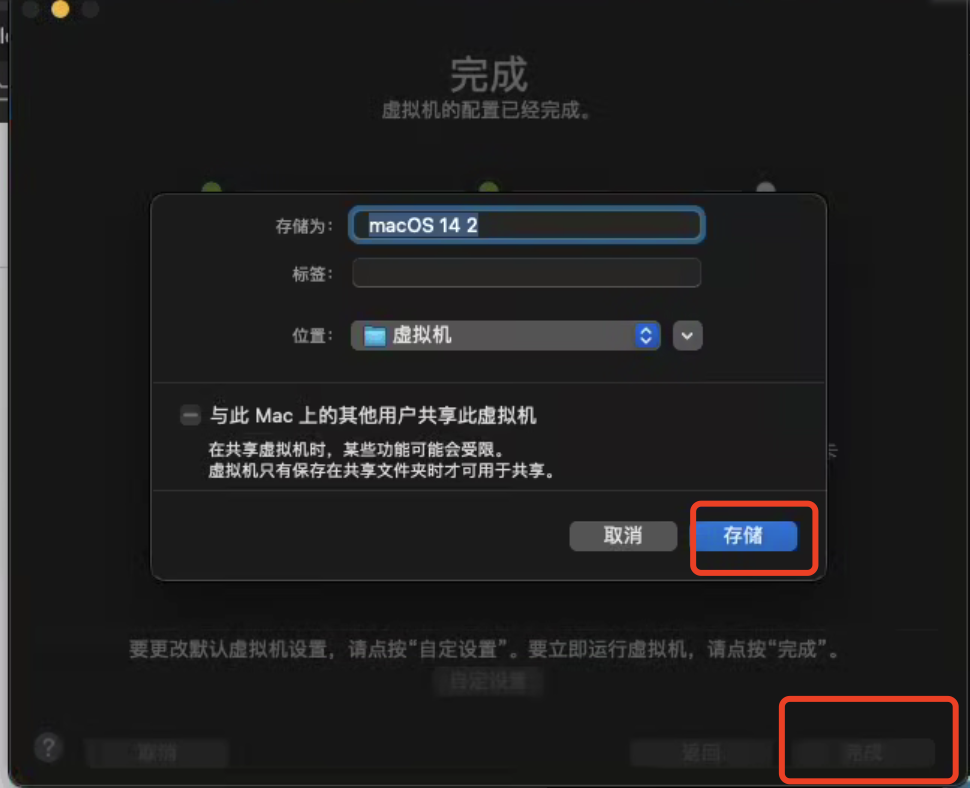 完成
虚拟机的配置已经完成。
存储为：
macOS 14 2
标签：
位置：
虚拟机
与此 Mac 上的其他用户共享此虚拟机
在共享虚拟机时，某些功能可能会受限。
虚拟机只有保存在共享文件夹时才可用于共享。
卡
取消
存储
要更改默认虚拟机设置，请点按“自定设置”。要立即运行虚拟机，请点按“完成”。
自定设置
?
取消
返回
完成